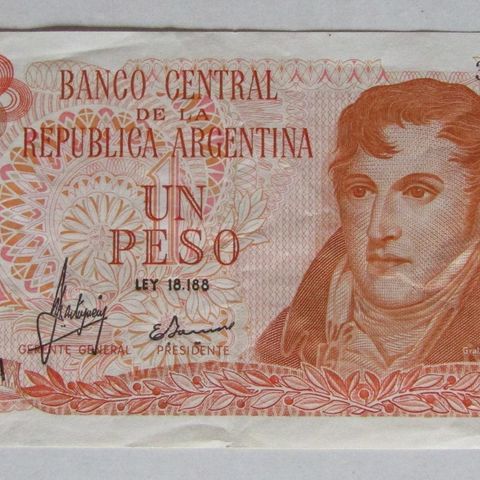 BANCO CENTRAL
DE LA
REPUBLICA ARGENTINA
UN
PESO
LEY 18.188
GERENTE GENERAL PRESIDENTE